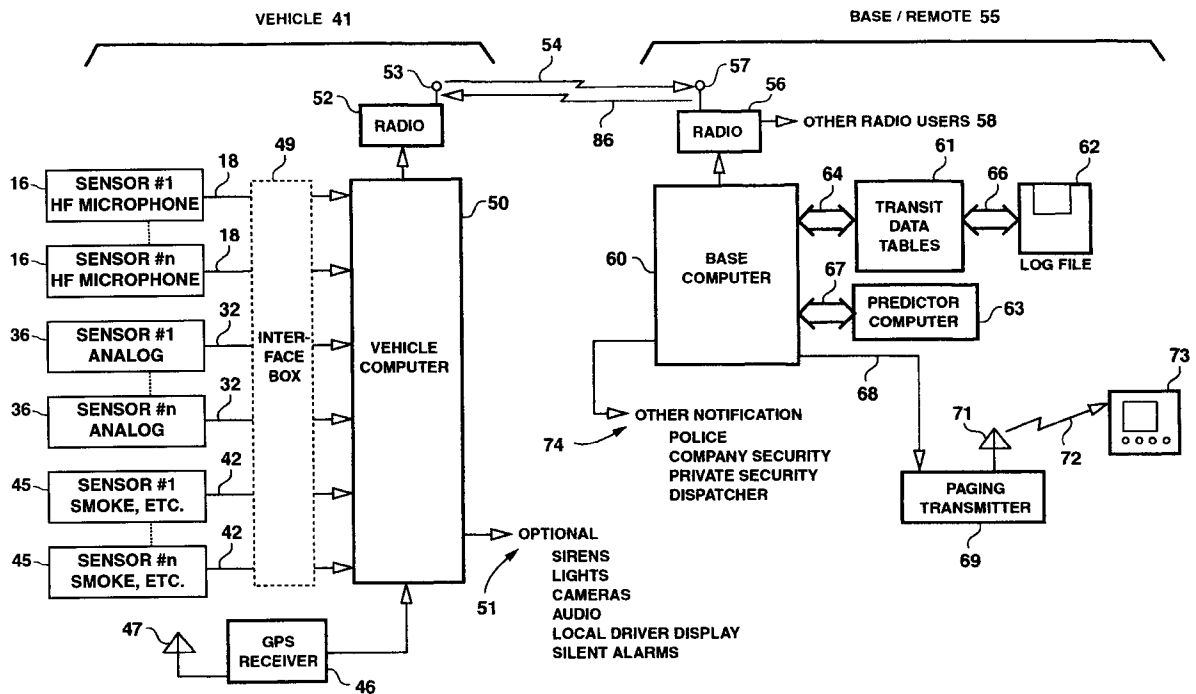 VEHICLE 41
BASE / REMOTE 55
54
53
57
52
56
RADIO
RADIO
OTHER RADIO USERS 58
86
49
61
62
16
SENSOR #1
HF MICROPHONE
18
50
64
66
TRANSIT
DATA
TABLES
16
SENSOR #n
HF MICROPHONE
18
60
BASE
COMPUTER
LOG FILE
67
PREDICTOR
COMPUTER
63
36
SENSOR #1
ANALOG
32
INTER-
FACE
BOX
VEHICLE
COMPUTER
68
73
36
SENSOR #n
ANALOG
32
74
OTHER NOTIFICATION
POLICE
COMPANY SECURITY
PRIVATE SECURITY
DISPATCHER
71
72
45
SENSOR #1
SMOKE, ETC.
42
PAGING
TRANSMITTER
69
45
SENSOR #n
SMOKE, ETC.
42
51
OPTIONAL
SIRENS
LIGHTS
CAMERAS
AUDIO
LOCAL DRIVER DISPLAY
SILENT ALARMS
47
GPS
RECEIVER
46